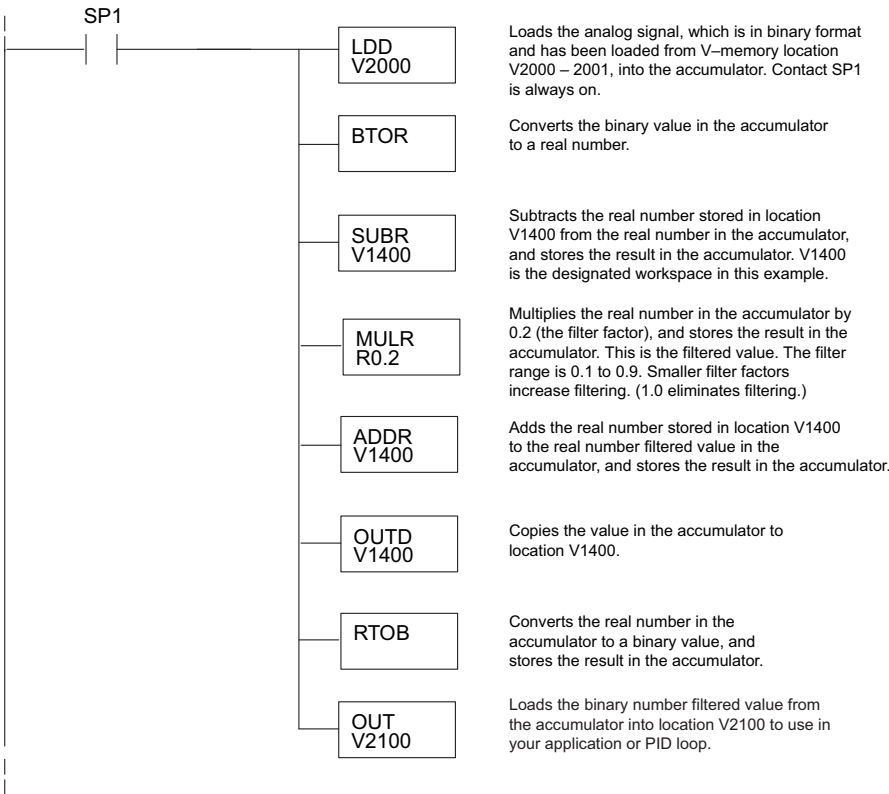 SP1
LDD
V2000
Loads the analog signal, which is in binary format
and has been loaded from V–memory location
V2000 – 2001, into the accumulator. Contact SP1
is always on.
BTOR
Converts the binary value in the accumulator
to a real number.
SUBR
V1400
Subtracts the real number stored in location
V1400 from the real number in the accumulator,
and stores the result in the accumulator. V1400
is the designated workspace in this example.
MULR
R0.2
Multiplies the real number in the accumulator by
0.2 (the filter factor), and stores the result in the
accumulator. This is the filtered value. The filter
range is 0.1 to 0.9. Smaller filter factors
increase filtering. (1.0 eliminates filtering.)
ADDR
V1400
Adds the real number stored in location V1400
to the real number filtered value in the
accumulator, and stores the result in the accumulator.
OUTD
V1400
Copies the value in the accumulator to
location V1400.
RTOB
Converts the real number in the
accumulator to a binary value, and
stores the result in the accumulator.
OUT
V2100
Loads the binary number filtered value from
the accumulator into location V2100 to use in
your application or PID loop.